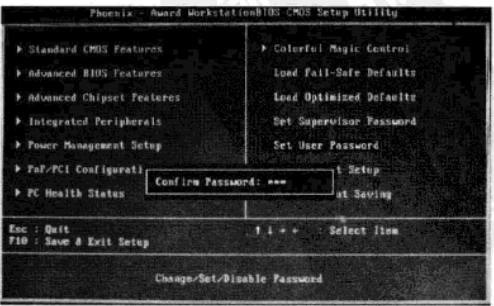 Phoenix - Award WorkstationBIOS CMOS Setup Utility
▶ Standard CMOS Features
▶ Advanced BIOS Features
▶ Advanced Chipset Features
▶ Integrated Peripherals
▶ Power Management Setup
▶ PnP/PCI Configurati
▶ PC Health Status
▶ Colorful Magic Control
Load Fail-Safe Defaults
Load Optimized Defaults
Set Supervisor Password
Set User Password
t Setup
ut Saving
Confirm Password: ***
Esc : Quit
F10 : Save & Exit Setup
↑ ↓ → ← : Select Item
Change/Set/Disable Password